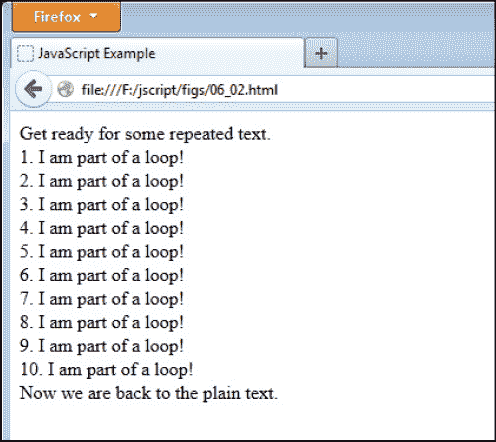 Firefox
JavaScript Example
file:///F:/jscript/figs/06_02.html
Get ready for some repeated text.
1. I am part of a loop!
2. I am part of a loop!
3. I am part of a loop!
4. I am part of a loop!
5. I am part of a loop!
6. I am part of a loop!
7. I am part of a loop!
8. I am part of a loop!
9. I am part of a loop!
10. I am part of a loop!
Now we are back to the plain text.